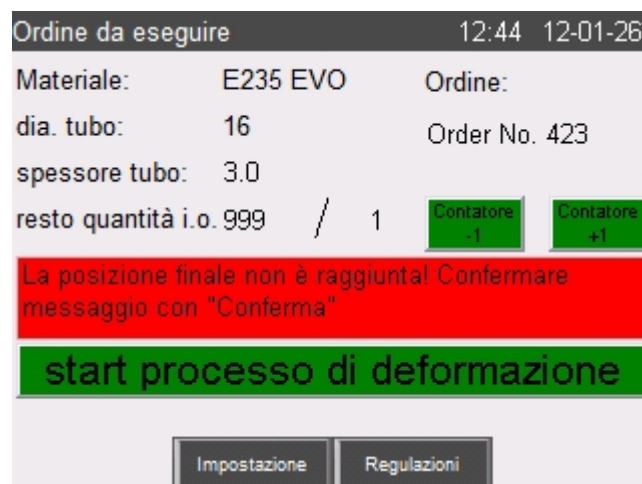 Ordine da eseguire 12:44 12-01-26
Materiale: E235 EVO Ordine:
dia. tubo: 16 Order No. 423
spessore tubo: 3.0
resto quantità i.o. 999 / 1 Contatore -1 Contatore +1
La posizione finale non è raggiunta! Confermare
messaggio con "Conferma"
start processo di deformazione
Impostazione Regulazioni